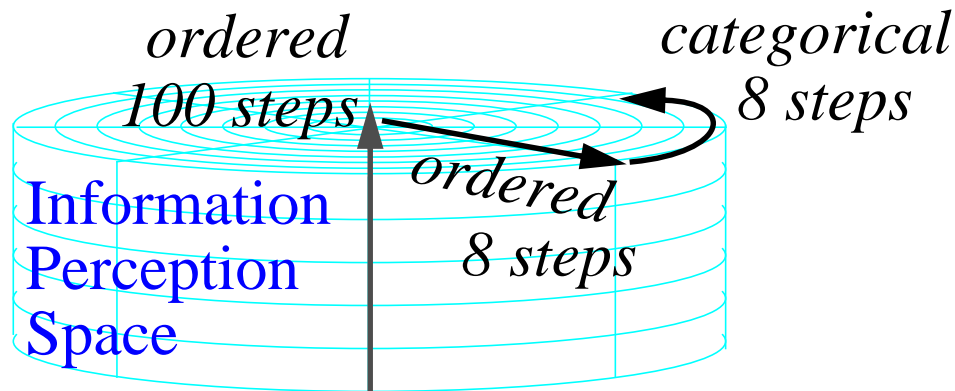 ordered
100 steps
categorical
8 steps
ordered
8 steps
Information
Perception
Space